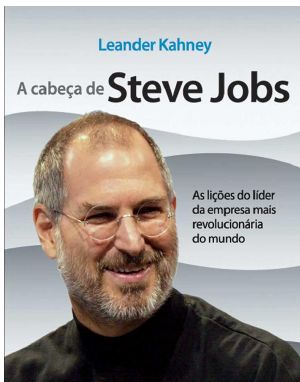 Leander Kahney
A cabeça de Steve Jobs
As lições do líder
da empresa mais
revolucionária
do mundo